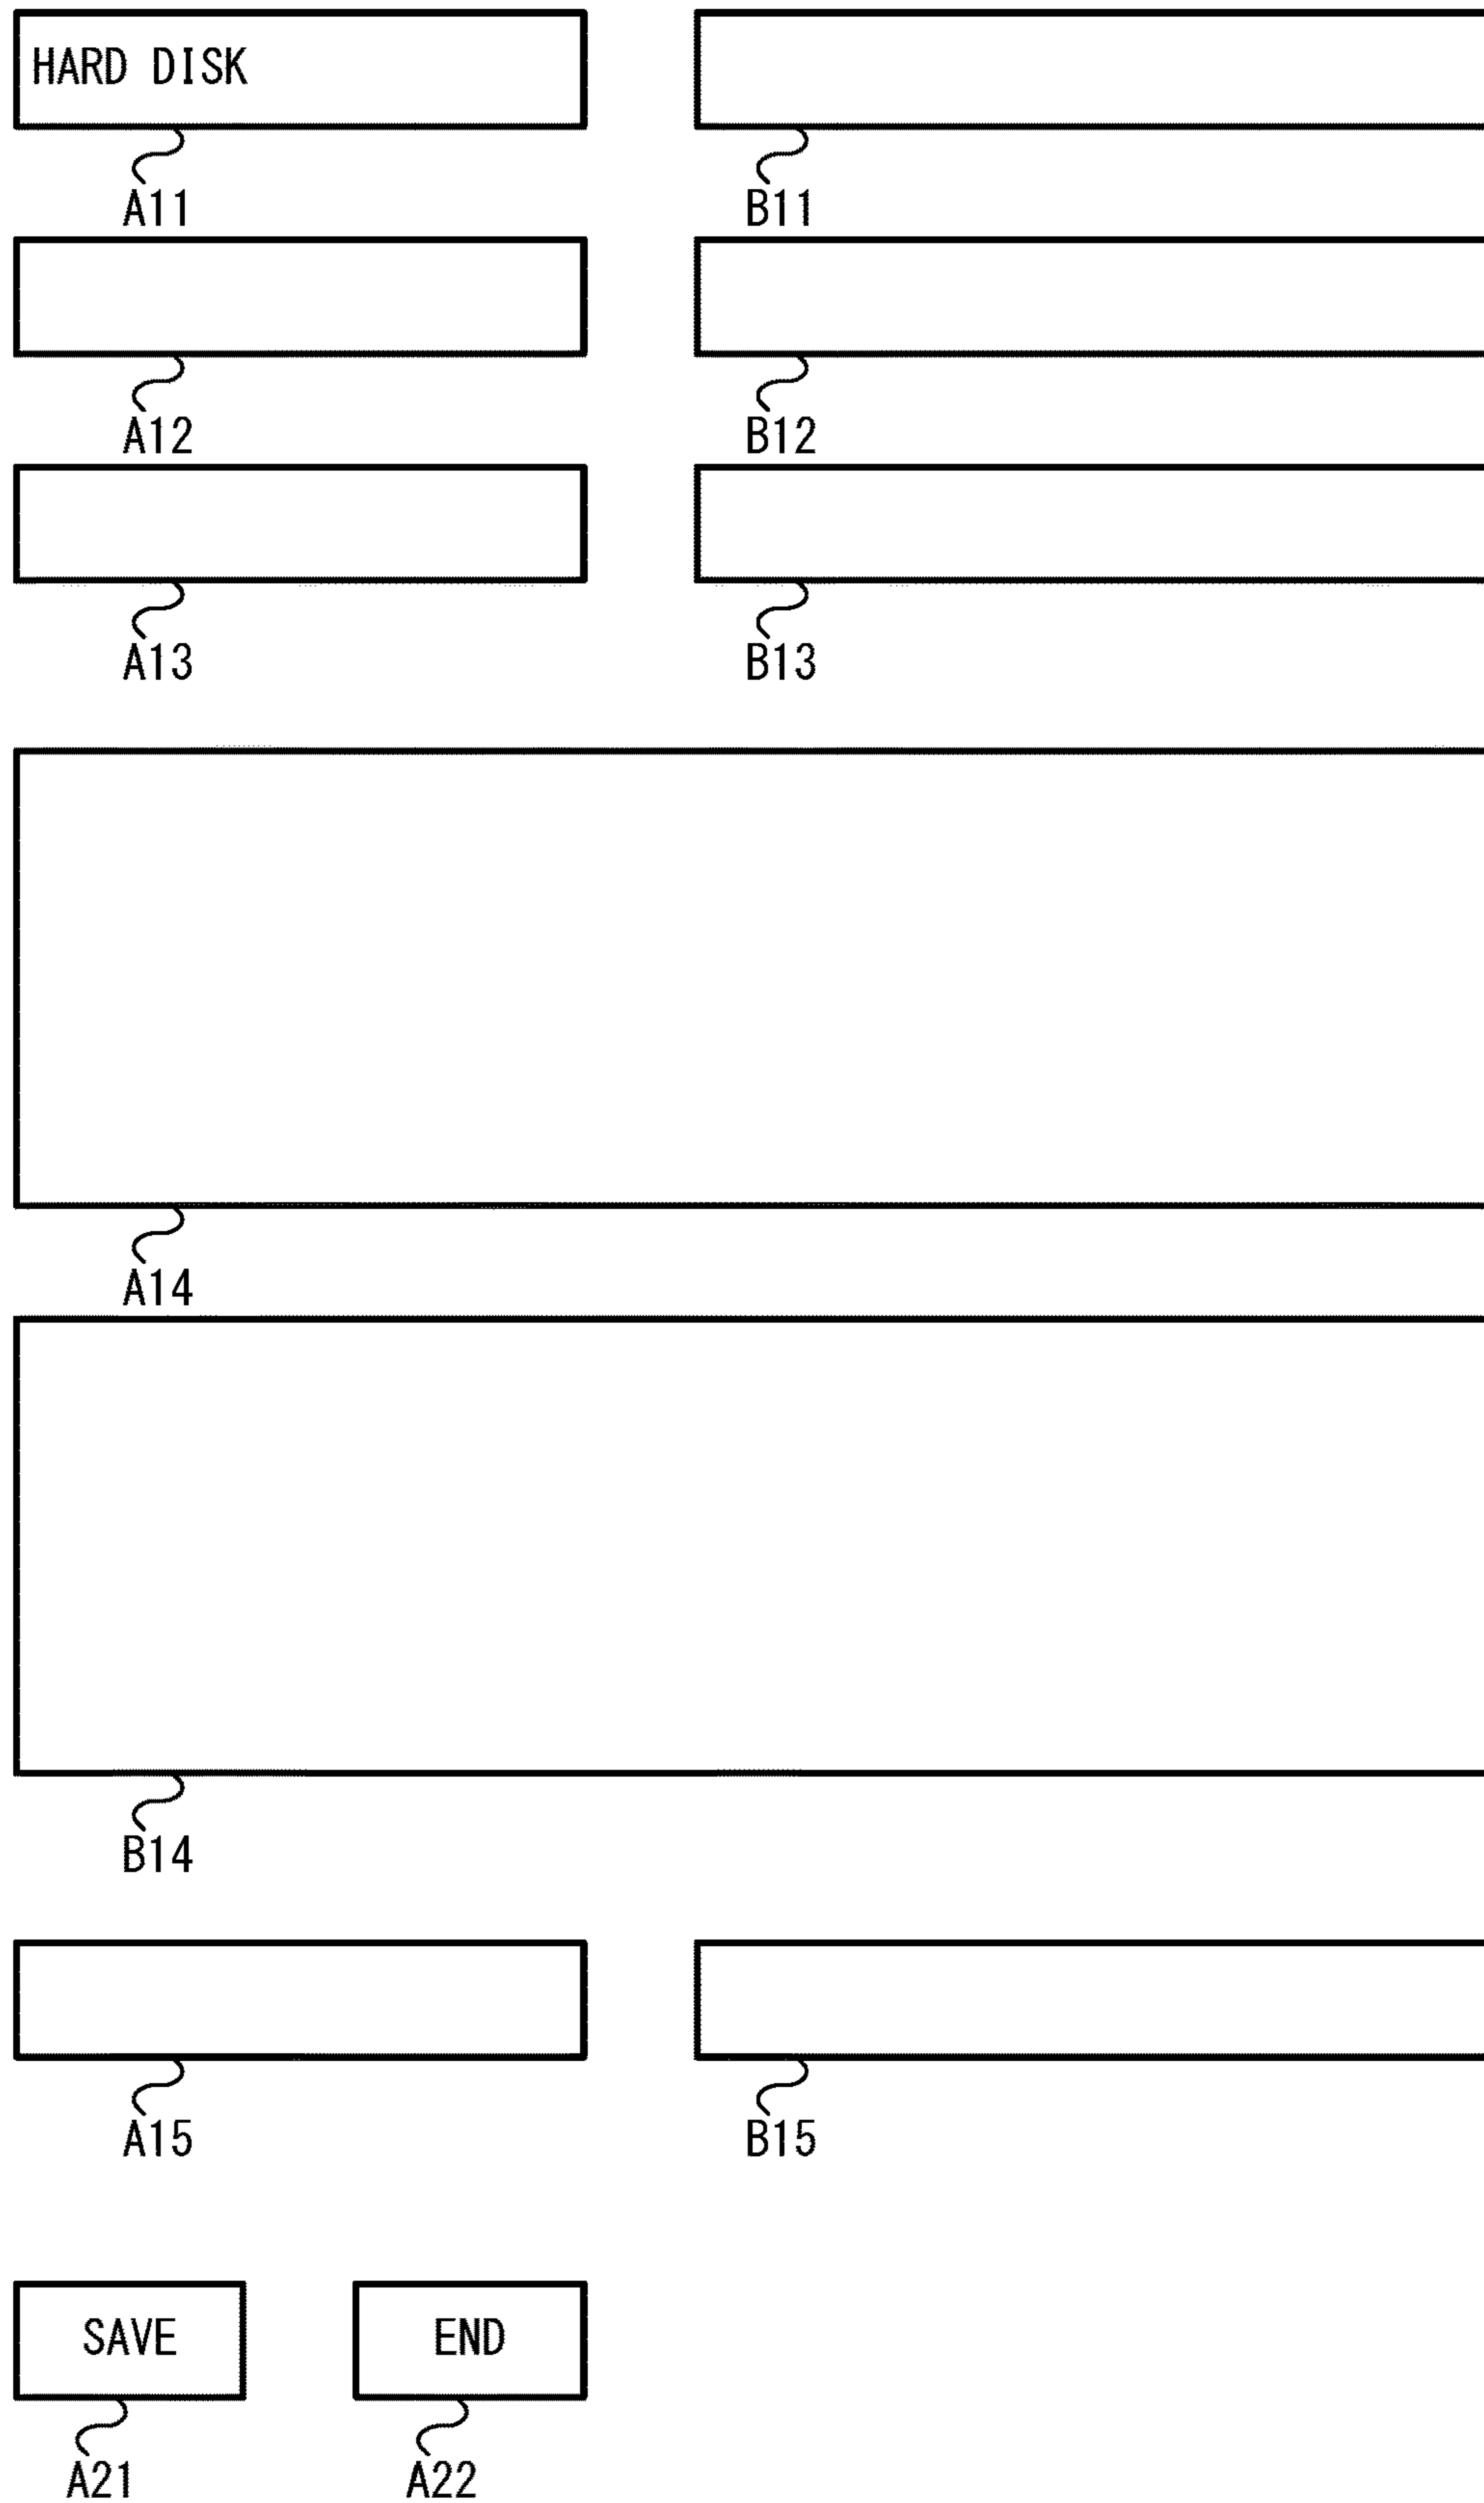 HARD DISK
A11 B11
A12 B12
A13 B13
A14
B14
A15 B15
SAVE END
A21 A22